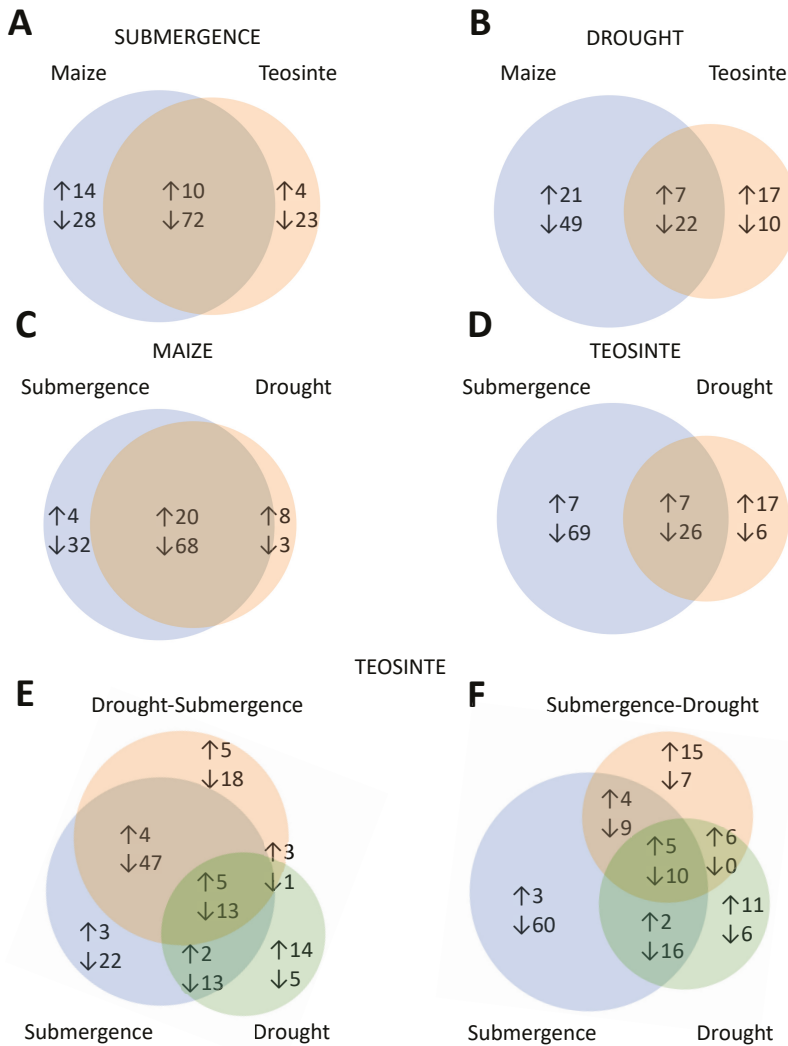 A
SUBMERGENCE
Maize Teosinte
↑14 ↑10 ↑4
↓28 ↓72 ↓23
B
DROUGHT
Maize Teosinte
↑21 ↑7 ↑17
↓49 ↓22 ↓10
C
MAIZE
Submergence Drought
↑4 ↑20 ↑8
↓32 ↓68 ↓3
D
TEOSINTE
Submergence Drought
↑7 ↑7 ↑17
↓69 ↓26 ↓6
TEOSINTE
E
Drought-Submergence
↑5
↓18
↑4
↓47
↑3
↓1
↑5
↓13
↑3
↓22
↑2
↓13
↑14
↓5
Submergence Drought
F
Submergence-Drought
↑15
↓7
↑4
↓9
↑6
↓0
↑5
↓10
↑3
↓60
↑2
↓16
↑11
↓6
Submergence Drought